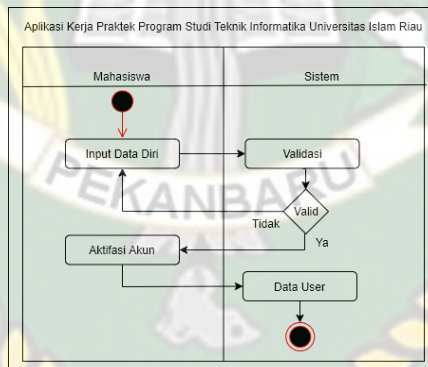 Aplikasi Kerja Praktek Program Studi Teknik Informatika Universitas Islam Riau
Mahasiswa
Sistem
Input Data Diri
Validasi
PEKANBARU
Valid
Tidak
Ya
Aktifasi Akun
Data User